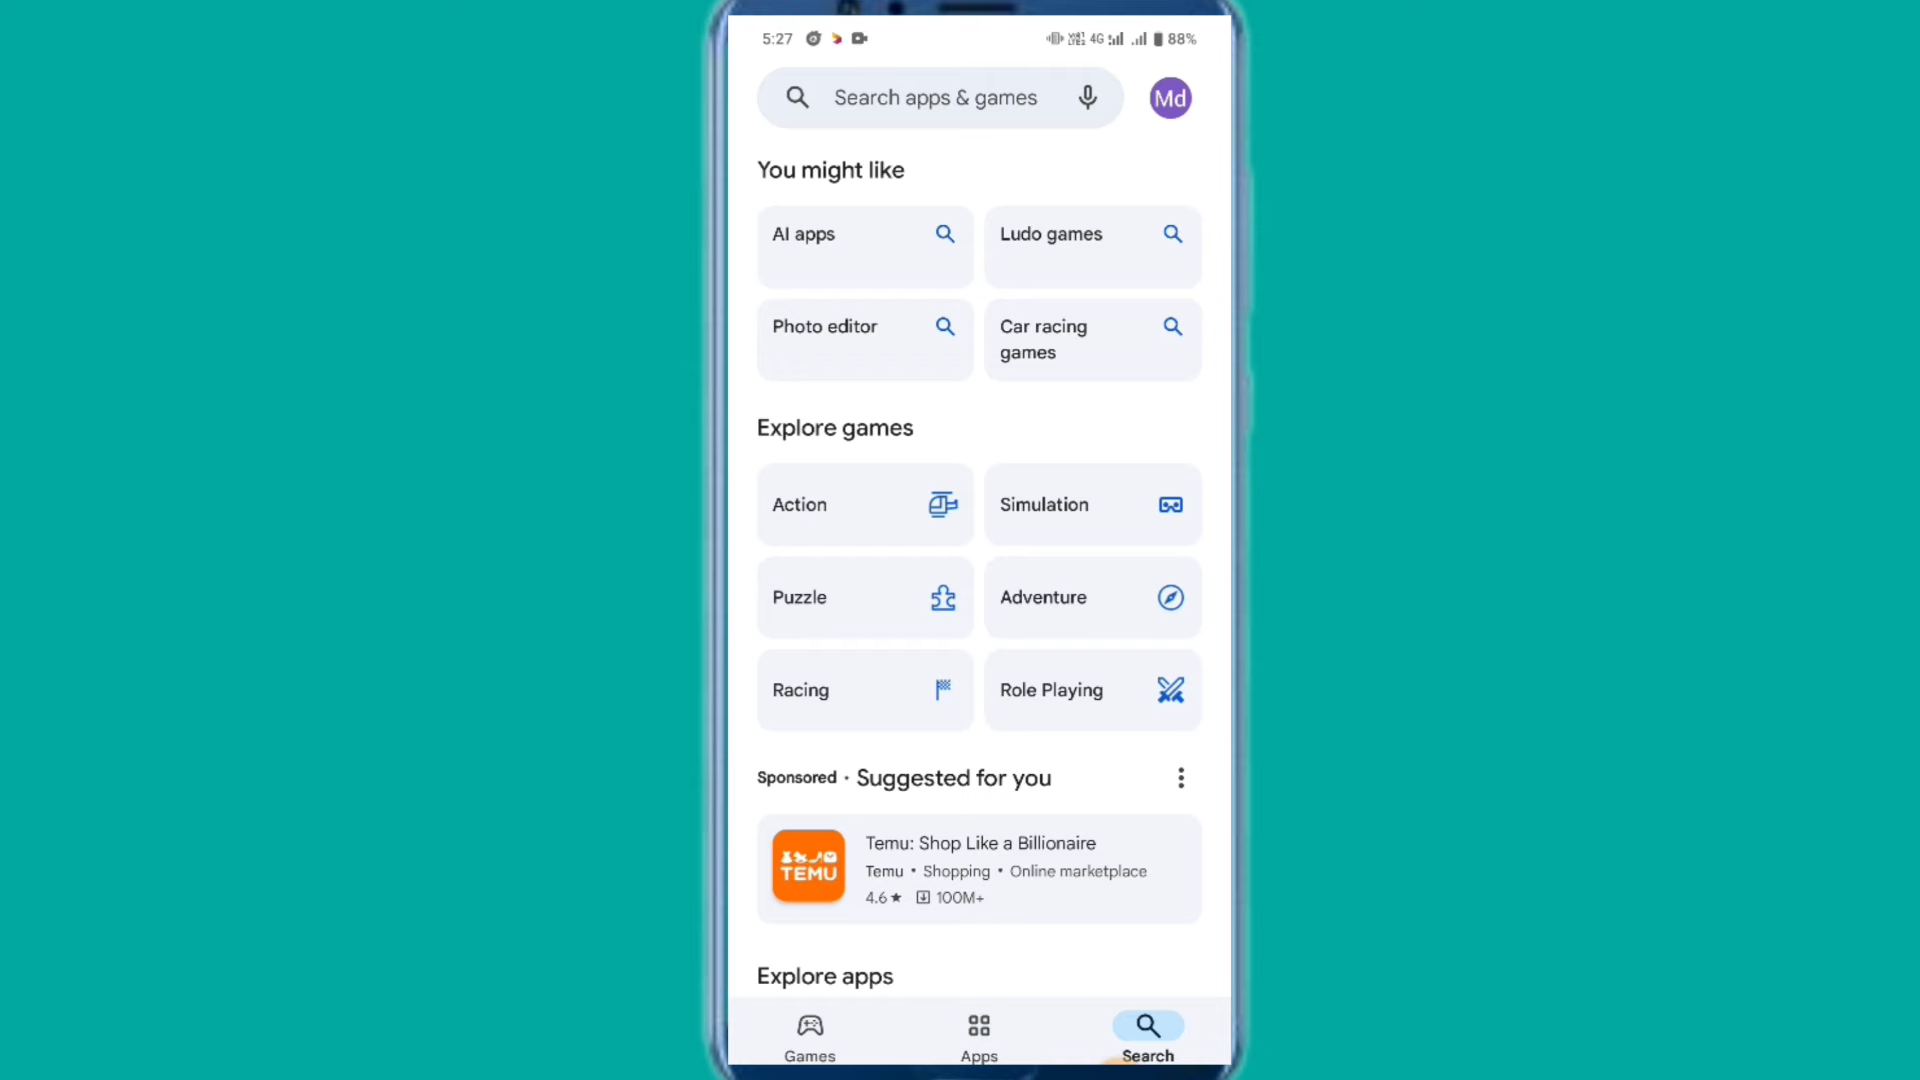 5:27 4G 88%
Search apps & games Md
You might like
AI apps Ludo games
Photo editor Car racing
games
Explore games
Action Simulation
Puzzle Adventure
Racing Role Playing
Sponsored · Suggested for you
TEMU
Temu: Shop Like a Billionaire
Temu • Shopping • Online marketplace
4.6★ 100M+
Explore apps
Games Apps Search